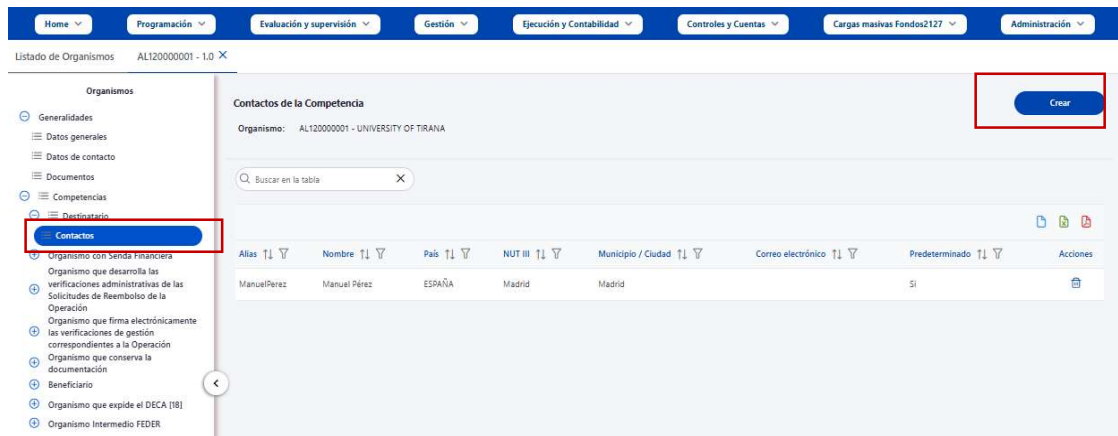 Home
Programación
Evaluación y supervisión
Gestión
Ejecución y Contabilidad
Controles y Cuentas
Cargas masivas Fondos2127
Administración
Listado de Organismos
AL120000001 - 1.0
Organismos
Generalidades
Datos generales
Datos de contacto
Documentos
Competencias
Destinatario
Contactos
Organismo con Senda Financiera
Organismo que desarrolla las
verificaciones administrativas de las
Solicitudes de Reembolso de la
Operación
Organismo que firma electrónicamente
las verificaciones de gestión
correspondientes a la Operación
Organismo que conserva la
documentación
Beneficiario
Organismo que expide el DECA [18]
Organismo Intermedio FEDER
Contactos de la Competencia
Crear
Organismo: AL120000001 - UNIVERSITY OF TIRANA
Buscar en la tabla
Alias Nombre País NUT III Municipio / Ciudad Correo electrónico Predeterminado Acciones
ManuelPerez Manuel Pérez ESPAÑA Madrid Madrid Si